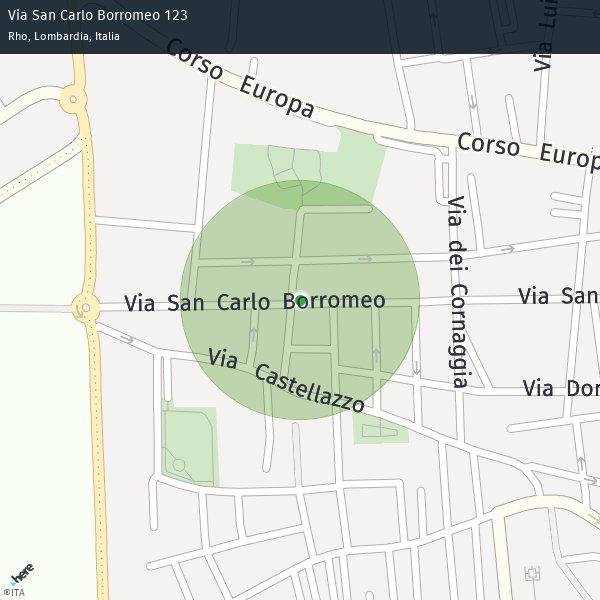 Via San Carlo Borromeo 123
Rho, Lombardia, Italia
Via Lui
Corso Europa
Corso Europ
Via dei Cornaggia
Via San Carlo Borromeo
Via San
Via Castellazzo
Via Dor
here
©ITA